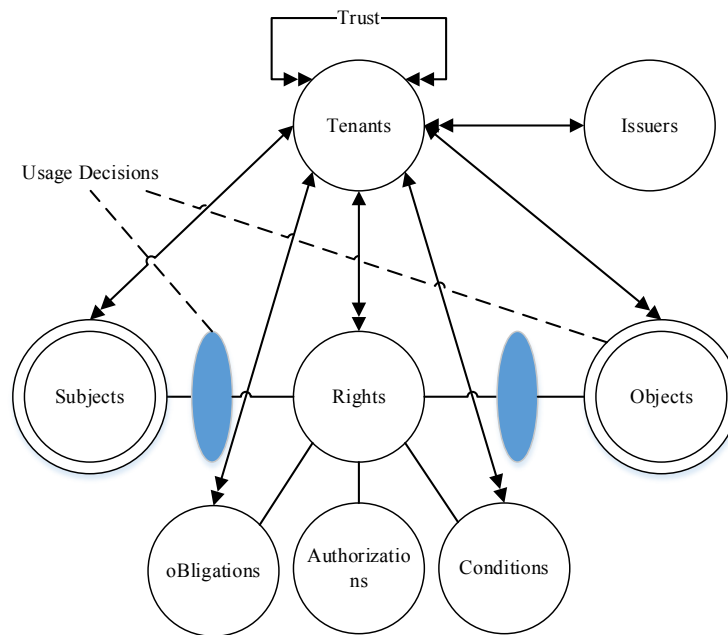 Trust
Tenants
Issuers
Usage Decisions
Subjects
Rights
Objects
oBligations
Authorizatio
ns
Conditions